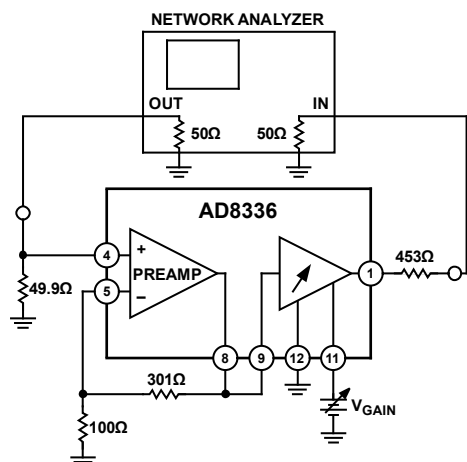 NETWORK ANALYZER
OUT
IN
50Ω
50Ω
AD8336
4
+
PREAMP
5
–
1
453Ω
49.9Ω
8
9
12
11
301Ω
100Ω
VGAIN